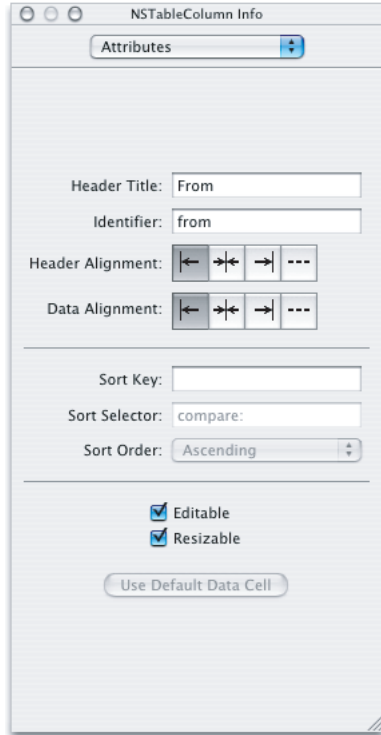 NSTableColumn Info
Attributes
Header Title: From
Identifier: from
Header Alignment:
Data Alignment:
Sort Key:
Sort Selector: compare:
Sort Order: Ascending
Editable
Resizable
Use Default Data Cell